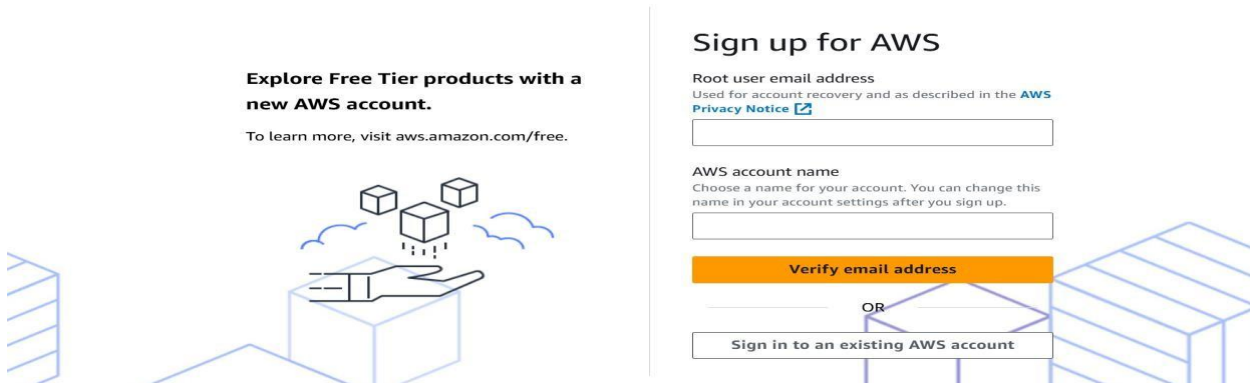 Explore Free Tier products with a
new AWS account.
To learn more, visit aws.amazon.com/free.
Sign up for AWS
Root user email address
Used for account recovery and as described in the AWS
Privacy Notice
AWS account name
Choose a name for your account. You can change this
name in your account settings after you sign up.
Verify email address
OR
Sign in to an existing AWS account